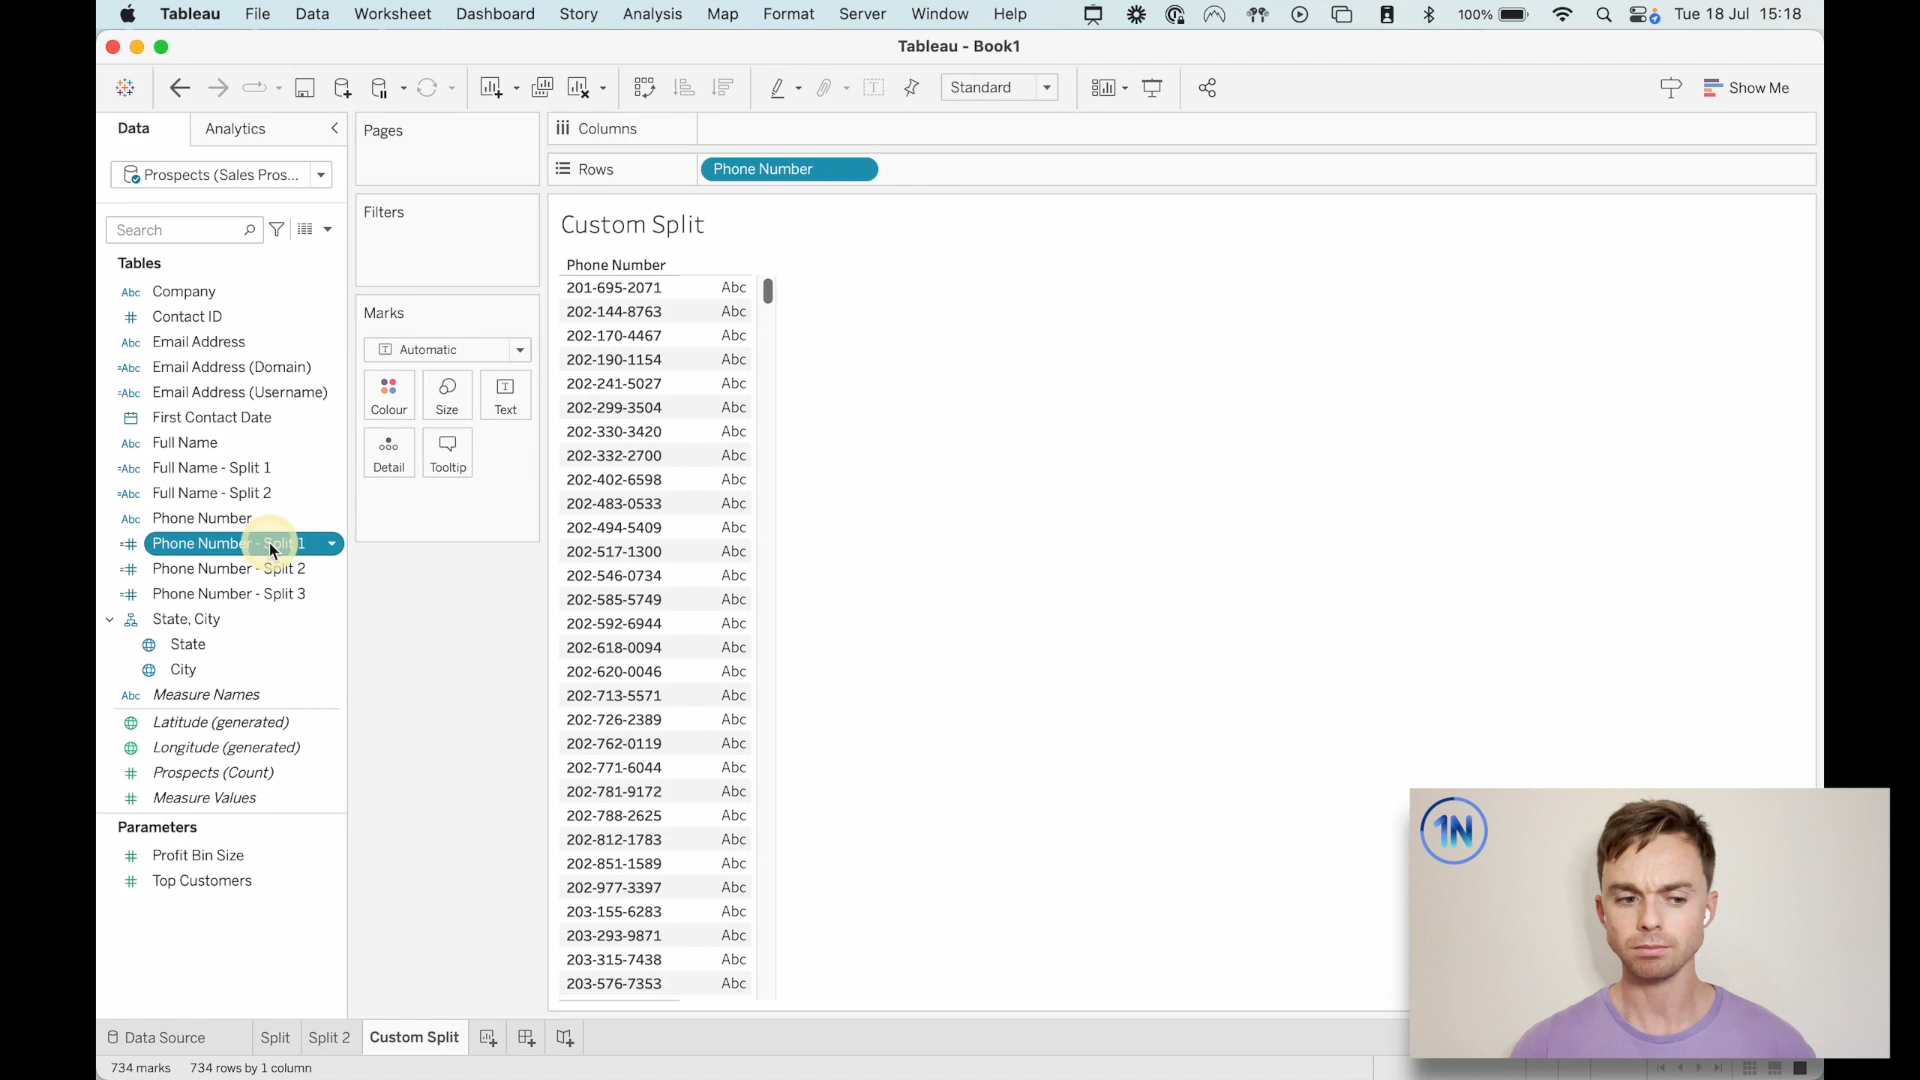 Tableau File Data Worksheet Dashboard Story Analysis Map Format Server Window Help 100% Tue 18 Jul 15:18
Tableau - Book1
Standard Show Me
Data Analytics
Prospects (Sales Pros...
Search
Tables
Abc Company
Contact ID
Abc Email Address
=Abc Email Address (Domain)
=Abc Email Address (Username)
First Contact Date
Abc Full Name
=Abc Full Name - Split 1
=Abc Full Name - Split 2
Abc Phone Number
Phone Number - Split 1
Phone Number - Split 2
Phone Number - Split 3
State, City
State
City
Abc Measure Names
Latitude (generated)
Longitude (generated)
Prospects (Count)
Measure Values
Parameters
Profit Bin Size
Top Customers
Pages
Filters
Marks
Automatic
Colour Size Text
Detail Tooltip
Columns
Rows Phone Number
Custom Split
Phone Number
201-695-2071 Abc
202-144-8763 Abc
202-170-4467 Abc
202-190-1154 Abc
202-241-5027 Abc
202-299-3504 Abc
202-330-3420 Abc
202-332-2700 Abc
202-402-6598 Abc
202-483-0533 Abc
202-494-5409 Abc
202-517-1300 Abc
202-546-0734 Abc
202-585-5749 Abc
202-592-6944 Abc
202-618-0094 Abc
202-620-0046 Abc
202-713-5571 Abc
202-726-2389 Abc
202-762-0119 Abc
202-771-6044 Abc
202-781-9172 Abc
202-788-2625 Abc
202-812-1783 Abc
202-851-1589 Abc
202-977-3397 Abc
203-155-6283 Abc
203-293-9871 Abc
203-315-7438 Abc
203-576-7353 Abc
1N
Data Source Split Split 2 Custom Split
734 marks 734 rows by 1 column